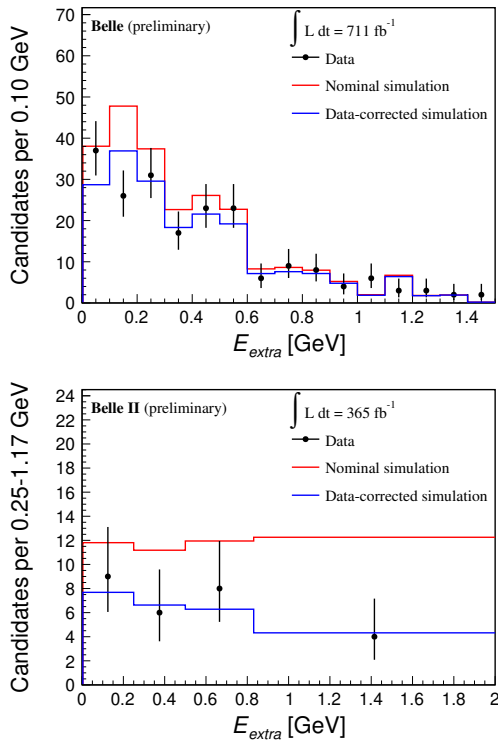 Belle (preliminary)
∫ L dt = 711 fb⁻¹
Data
Nominal simulation
Data-corrected simulation
Candidates per 0.10 GeV
70
60
50
40
30
20
10
0
0 0.2 0.4 0.6 0.8 1 1.2 1.4
E_extra [GeV]
Belle II (preliminary)
∫ L dt = 365 fb⁻¹
Data
Nominal simulation
Data-corrected simulation
Candidates per 0.25-1.17 GeV
24
22
20
18
16
14
12
10
8
6
4
2
0
0 0.2 0.4 0.6 0.8 1 1.2 1.4 1.6 1.8 2
E_extra [GeV]